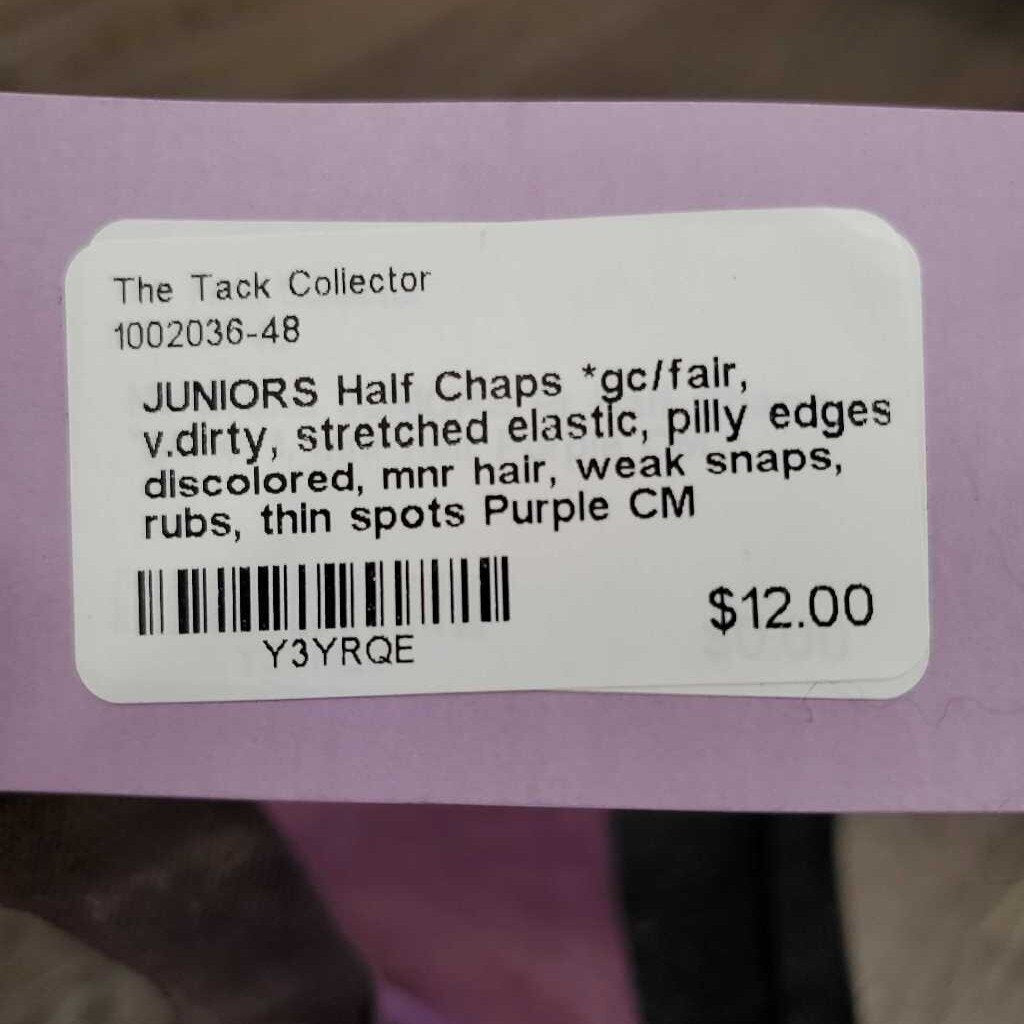 The Tack Collector
1002036-48
JUNIORS Half Chaps *gc/fair,
v.dirty, stretched elastic, pilly edges
discolored, mnr hair, weak snaps,
rubs, thin spots Purple CM
Y3YRQE
$12.00